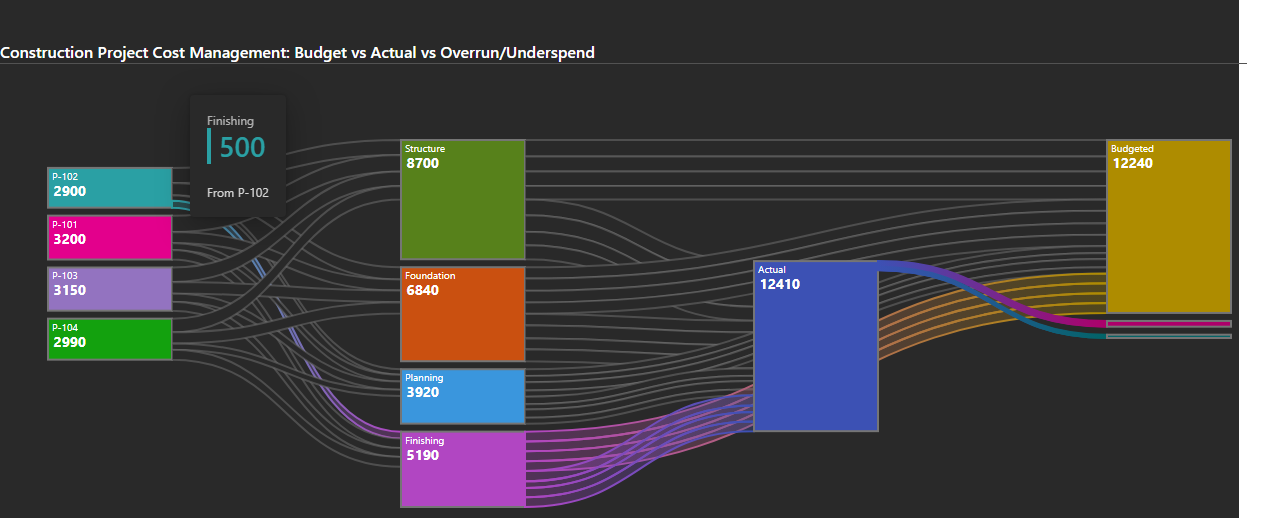 Construction Project Cost Management: Budget vs Actual vs Overrun/Underspend
Finishing
500
From P-102
P-102
2900
P-101
3200
P-103
3150
P-104
2990
Structure
8700
Foundation
6840
Planning
3920
Finishing
5190
Actual
12410
Budgeted
12240